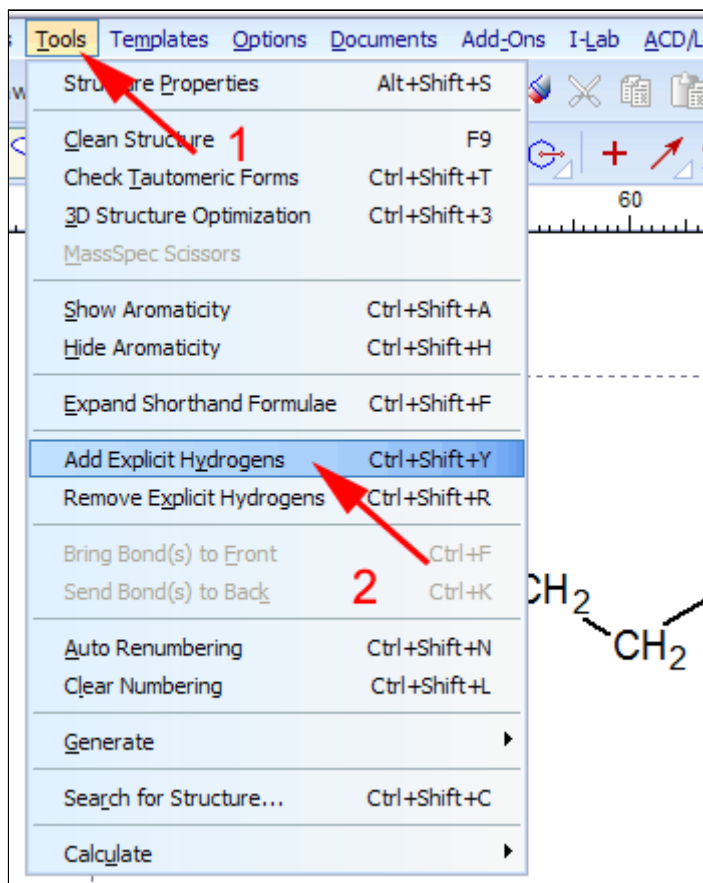 Tools Templates Options Documents Add-Ons I-Lab ACD/L
Structure Properties Alt+Shift+S
1
Clean Structure F9
Check Tautomeric Forms Ctrl+Shift+T
3D Structure Optimization Ctrl+Shift+3
60
MassSpec Scissors
Show Aromaticity Ctrl+Shift+A
Hide Aromaticity Ctrl+Shift+H
Expand Shorthand Formulae Ctrl+Shift+F
Add Explicit Hydrogens Ctrl+Shift+Y
Remove Explicit Hydrogens Ctrl+Shift+R
Bring Bond(s) to Front Ctrl+F
Send Bond(s) to Back Ctrl+K
2
CH2
CH2
Auto Renumbering Ctrl+Shift+N
Clear Numbering Ctrl+Shift+L
Generate
Search for Structure... Ctrl+Shift+C
Calculate